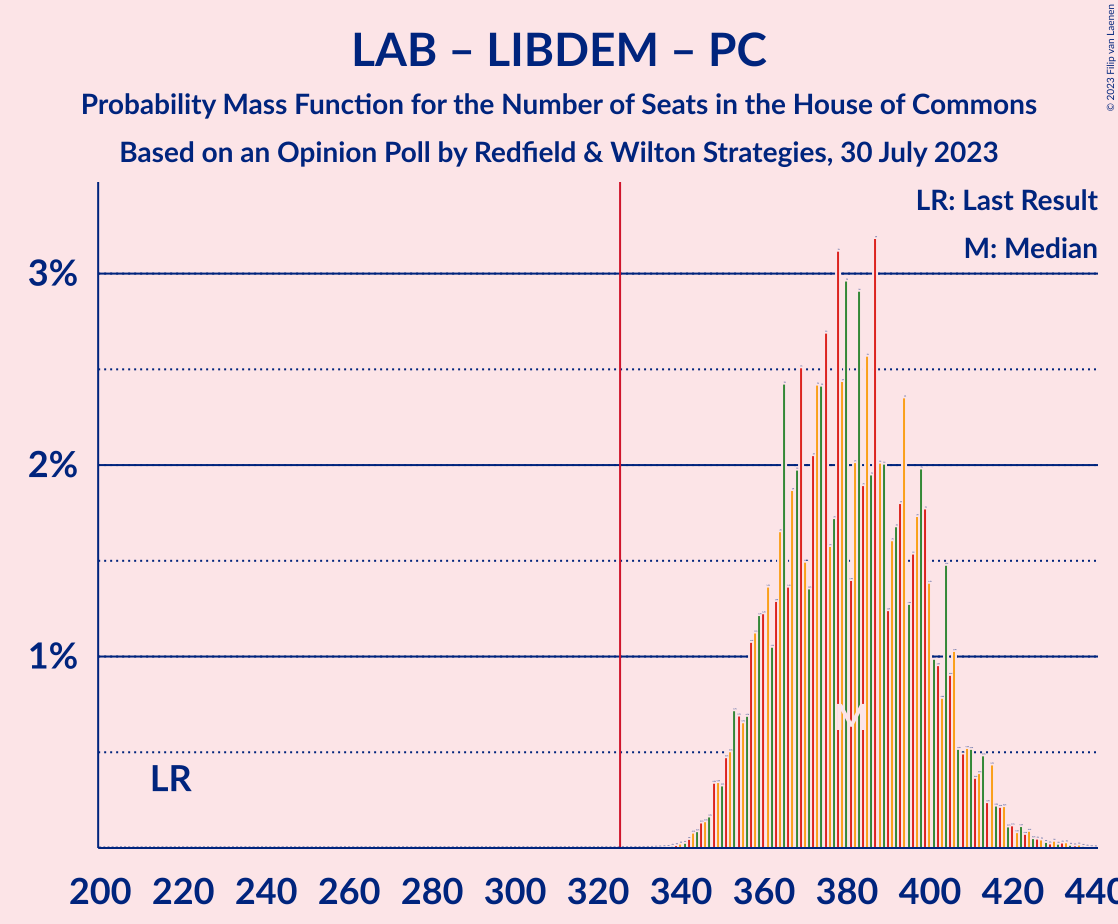 LAB – LIBDEM – PC
Probability Mass Function for the Number of Seats in the House of Commons
Based on an Opinion Poll by Redfield & Wilton Strategies, 30 July 2023
© 2023 Filip van Laenen
LR: Last Result
M: Median
3%
2%
1%
M
LR
200 220 240 260 280 300 320 340 360 380 400 420 440